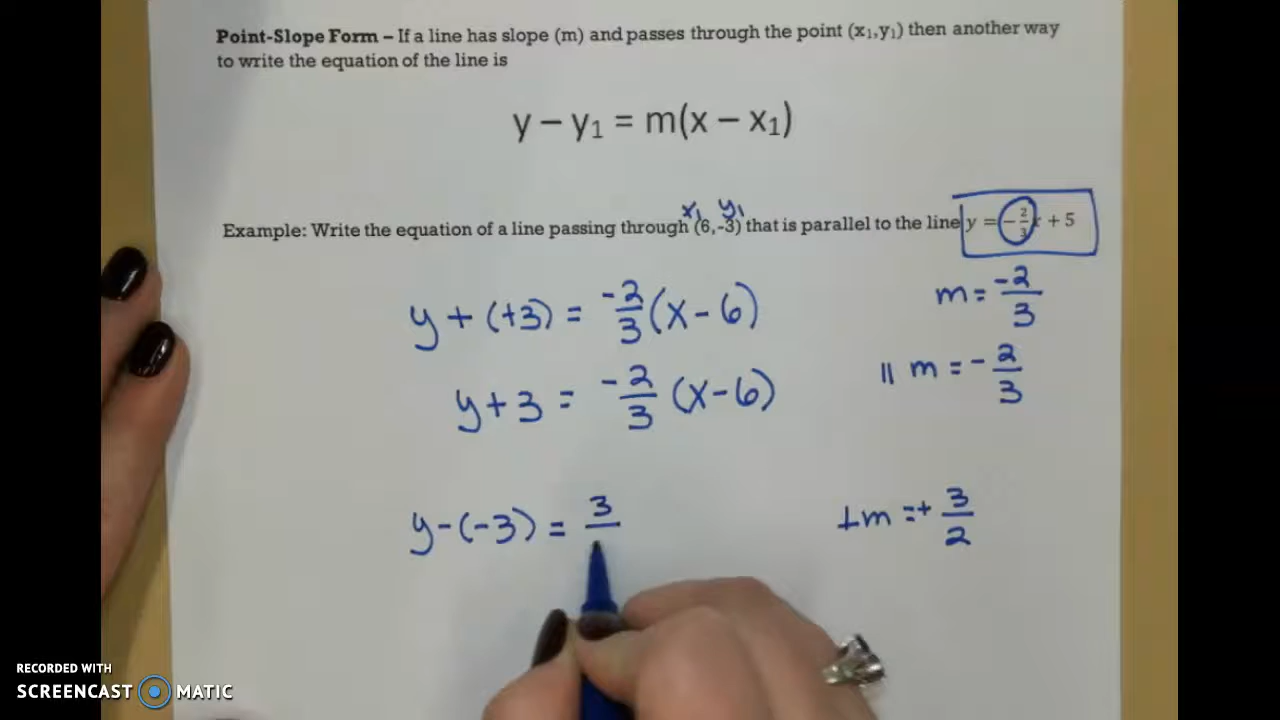 Point-Slope Form – If a line has slope (m) and passes through the point (x₁,y₁) then another way
to write the equation of the line is
y – y₁ = m(x – x₁)
x₁ y₁
Example: Write the equation of a line passing through (6,-3) that is parallel to the line y = -2/3x + 5
y + (+3) = -2/3(x - 6)
m = -2/3
y + 3 = -2/3 (x - 6)
|| m = -2/3
y - (-3) = 3/
⊥m = +3/2
RECORDED WITH
SCREENCAST MATIC